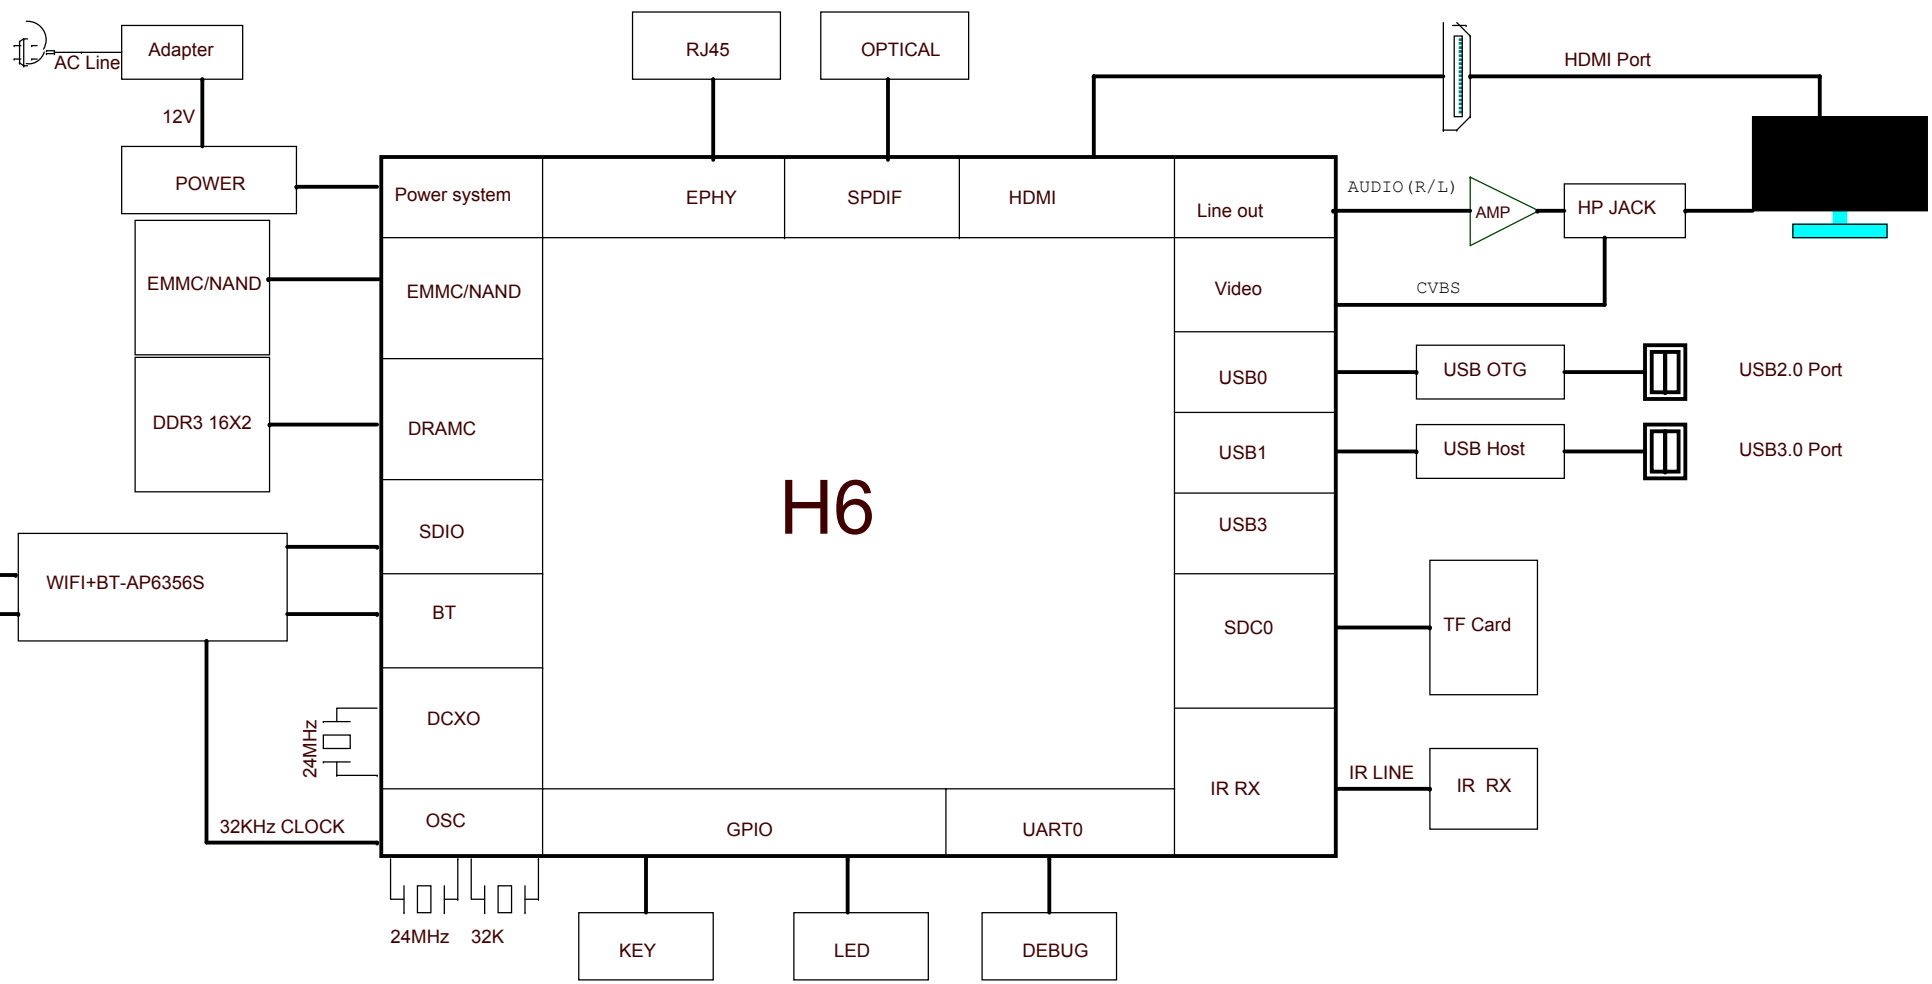 Adapter
AC Line
RJ45
OPTICAL
HDMI Port
12V
POWER
Power system
EPHY
SPDIF
HDMI
Line out
AUDIO(R/L)
AMP
HP JACK
EMMC/NAND
EMMC/NAND
Video
CVBS
USB0
USB OTG
USB2.0 Port
DDR3 16X2
DRAMC
USB1
USB Host
USB3.0 Port
H6
SDIO
USB3
WIFI+BT-AP6356S
BT
SDC0
TF Card
24MHz
DCXO
IR RX
IR LINE
IR RX
32KHz CLOCK
OSC
GPIO
UART0
24MHz
32K
KEY
LED
DEBUG